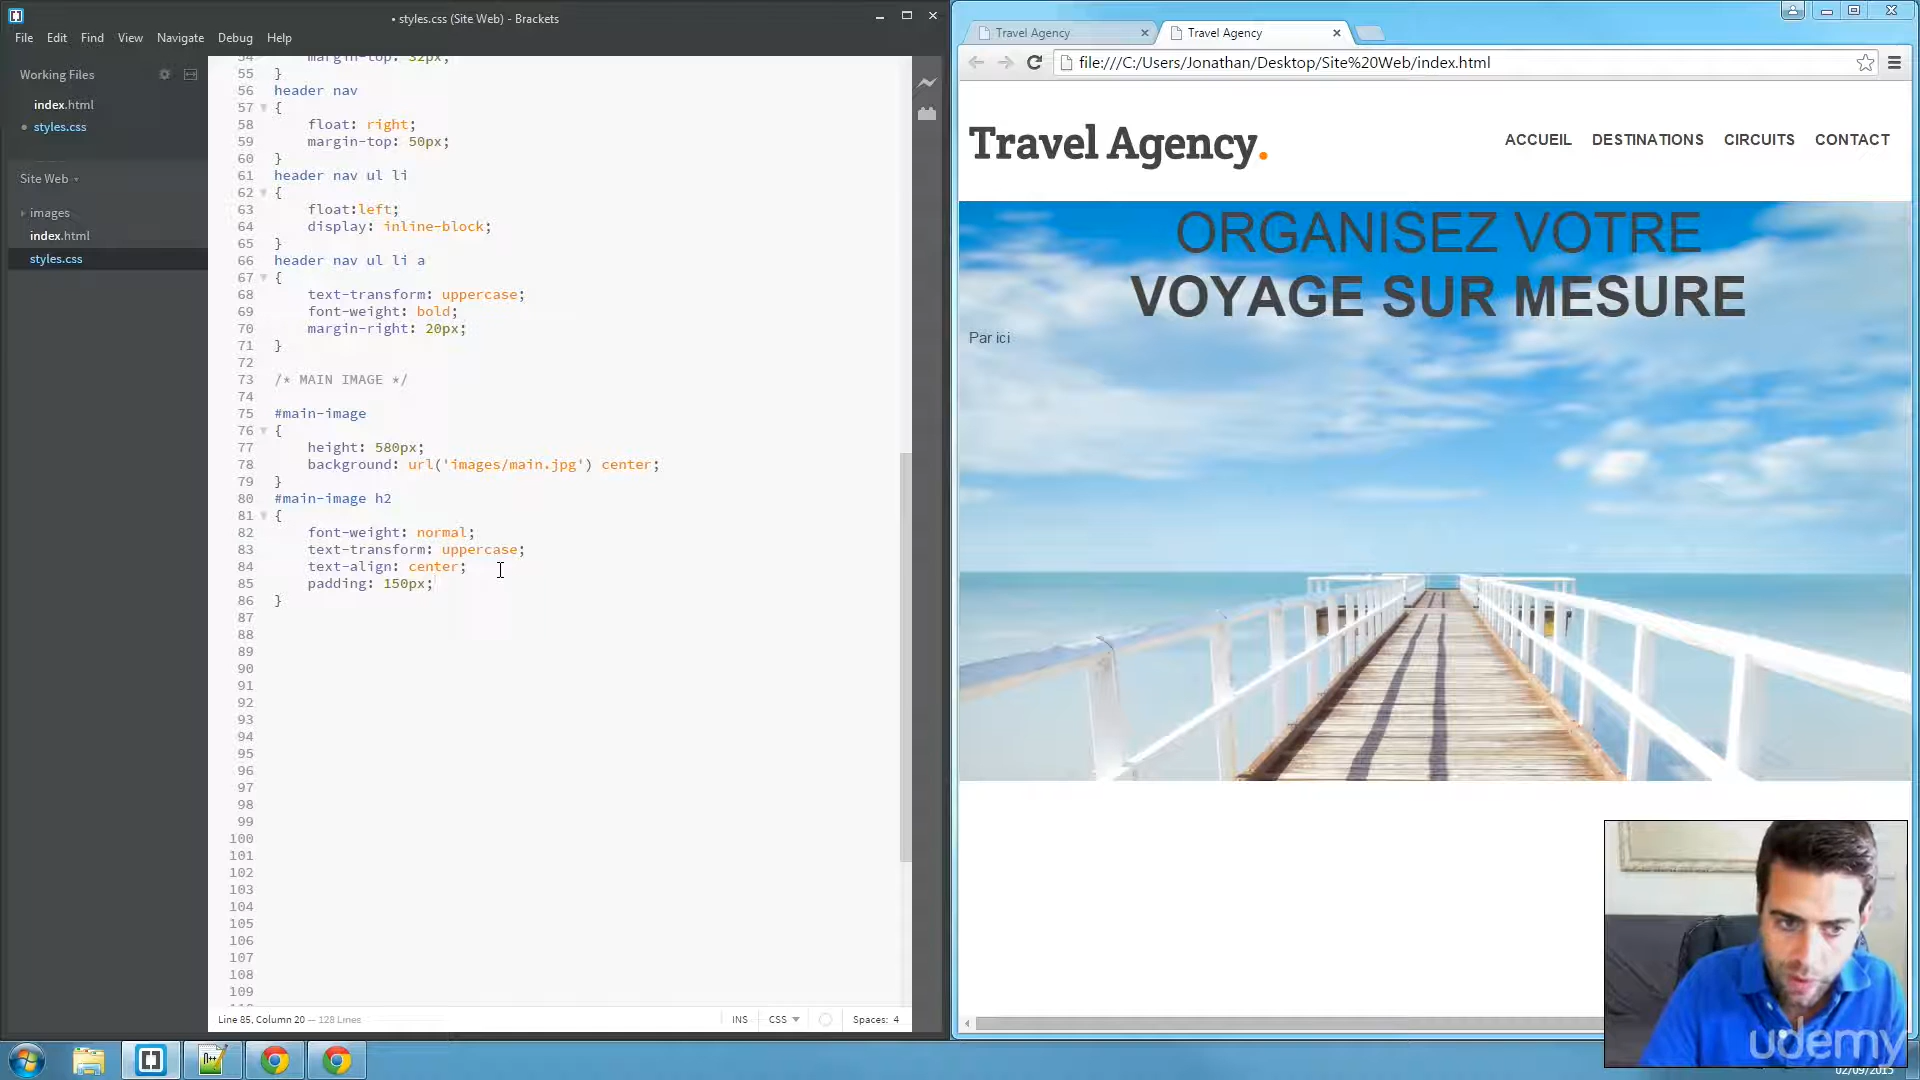 • styles.css (Site Web) - Brackets
File Edit Find View Navigate Debug Help
Working Files
index.html
• styles.css
Site Web
images
index.html
styles.css
54 margin-top: 32px;
55 }
56 header nav
57 {
58 float: right;
59 margin-top: 50px;
60 }
61 header nav ul li
62 {
63 float:left;
64 display: inline-block;
65 }
66 header nav ul li a
67 {
68 text-transform: uppercase;
69 font-weight: bold;
70 margin-right: 20px;
71 }
72
73 /* MAIN IMAGE */
74
75 #main-image
76 {
77 height: 580px;
78 background: url('images/main.jpg') center;
79 }
80 #main-image h2
81 {
82 font-weight: normal;
83 text-transform: uppercase;
84 text-align: center;
85 padding: 150px;
86 }
87
88
89
90
91
92
93
94
95
96
97
98
99
100
101
102
103
104
105
106
107
108
109
Line 85, Column 20 — 128 Lines
INS CSS Spaces: 4
Travel Agency
Travel Agency
file:///C:/Users/Jonathan/Desktop/Site%20Web/index.html
Travel Agency.
ACCUEIL DESTINATIONS CIRCUITS CONTACT
ORGANISEZ VOTRE
VOYAGE SUR MESURE
Par ici
udemy
02/09/2015